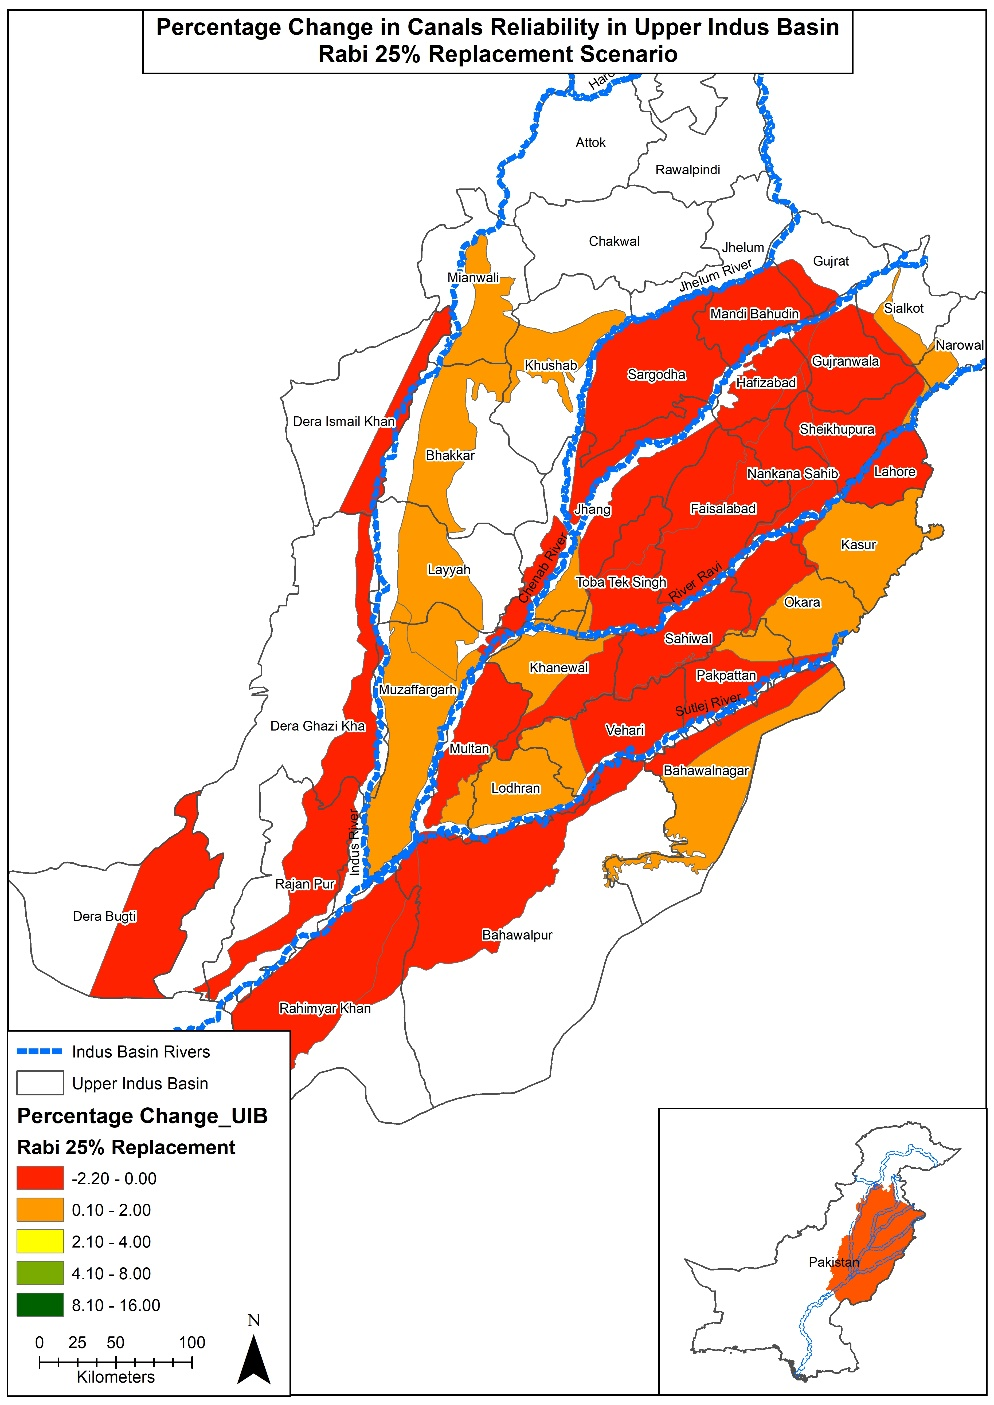 Percentage Change in Canals Reliability in Upper Indus Basin
Rabi 25% Replacement Scenario
Attok
Rawalpindi
Chakwal
Jhelum
Gujrat
Jhelum River
Mianwali
Mandi Bahudin
Sialkot
Narowal
Khushab
Sargodha
Hafizabad
Gujranwala
Dera Ismail Khan
Sheikhupura
Bhakkar
Nankana Sahib
Lahore
Jhang
Faisalabad
Kasur
Chenab River
Layyah
Toba Tek Singh
River Ravi
Okara
Sahiwal
Khanewal
Pakpattan
Muzaffargarh
Sutlej River
Dera Ghazi Kha
Vehari
Multan
Bahawalnagar
Lodhran
Indus River
Rajan Pur
Dera Bugti
Bahawalpur
Rahimyar Khan
Indus Basin Rivers
Upper Indus Basin
Percentage Change_UIB
Rabi 25% Replacement
-2.20 - 0.00
0.10 - 2.00
2.10 - 4.00
4.10 - 8.00
8.10 - 16.00
0 25 50 100
Kilometers
N
Pakistan